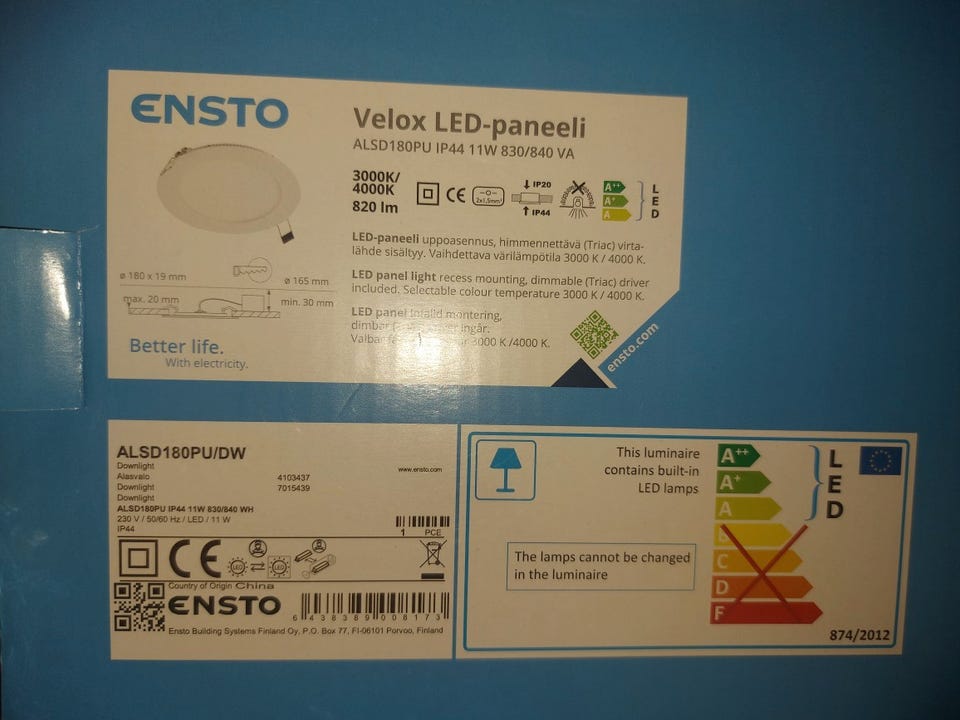 ENSTO
Velox LED-paneeli
ALSD180PU IP44 11W 830/840 VA
3000K/
4000K
820 lm
CE
2x1,5mm²
IP20
IP44
A++
A+
A
L
E
D
LED-paneeli uppoasennus, himmennettävä (Triac) virta-
lähde sisältyy. Vaihdettava värilämpötila 3000 K / 4000 K.
LED panel light recess mounting, dimmable (Triac) driver
included. Selectable colour temperature 3000 K / 4000 K.
LED panel montering,
ingår.
3000 K /4000 K.
ø 180 x 19 mm
ø 165 mm
max. 20 mm
min. 30 mm
Better life.
With electricity.
ensto.com
ALSD180PU/DW
Downlight
Alasvalo 4103437
Downlight 7015439
Downlight
www.ensto.com
ALSD180PU IP44 11W 830/840 WH
230 V / 50/60 Hz / LED / 11 W
IP44
1 PCE
CE
LED
LED
Country of Origin China
ENSTO
6438389008173
Ensto Building Systems Finland Oy, P.O. Box 77, FI-06101 Porvoo, Finland
This luminaire
contains built-in
LED lamps
The lamps cannot be changed
in the luminaire
A++
A+
A
B
C
D
F
L
E
D
874/2012